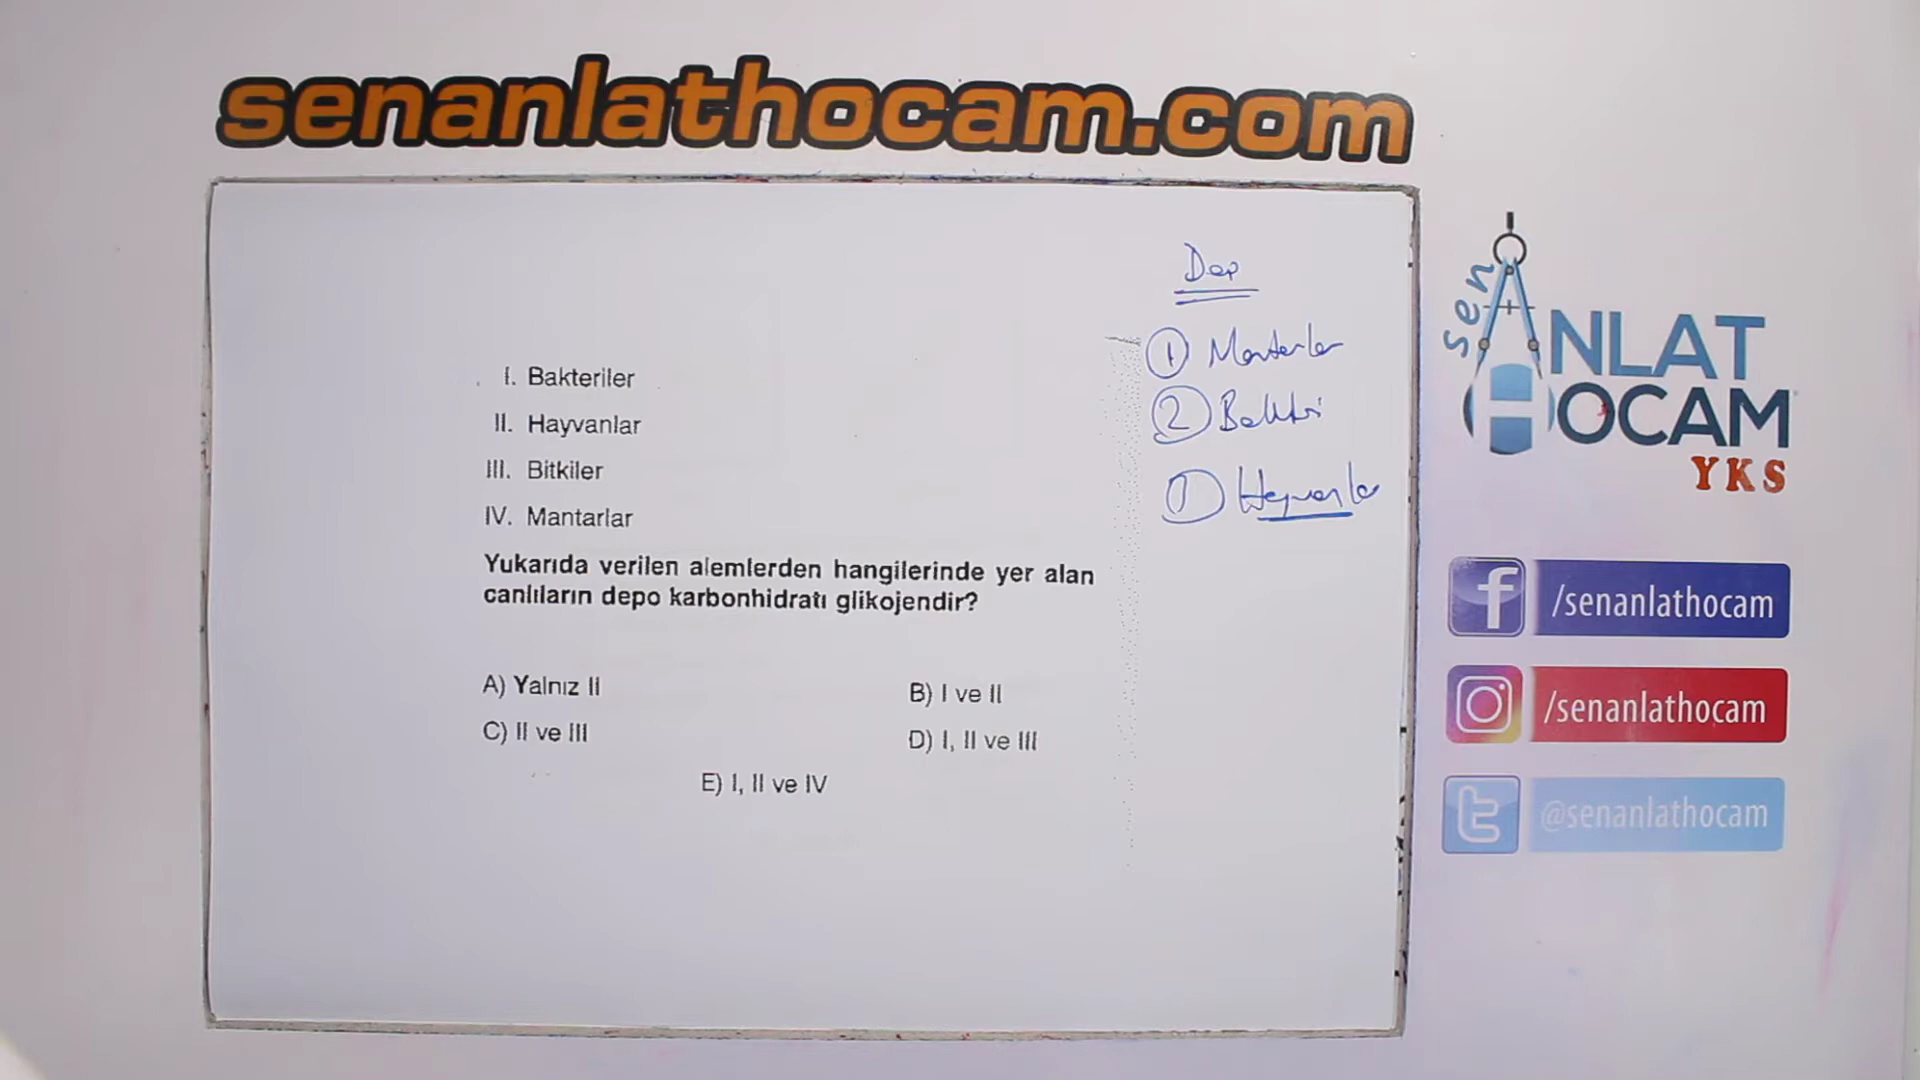 senanlathocam.com
I. Bakteriler
II. Hayvanlar
III. Bitkiler
IV. Mantarlar
Yukarıda verilen alemlerden hangilerinde yer alan
canlıların depo karbonhidratı glikojendir?
A) Yalnız II
B) I ve II
C) II ve III
D) I, II ve III
E) I, II ve IV
Dep
1 Mantarlar
2 Bakteri
Hayvanlar
sen
ANLAT
HOCAM
YKS
/senanlathocam
/senanlathocam
@senanlathocam